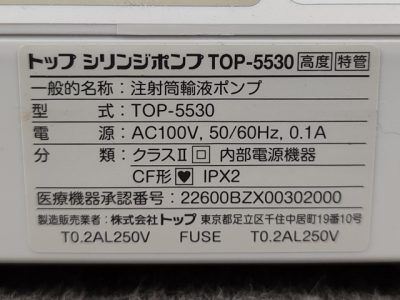 トップ シリンジポンプ TOP-5530 高度 特管
一般的名称：注射筒輸液ポンプ
型　式：TOP-5530
電　源：AC100V, 50/60Hz, 0.1A
分　類：クラスⅡ 回 内部電源機器
CF形 ♥ IPX2
医療機器承認番号：22600BZX00302000
製造販売業者：株式会社トップ 東京都足立区千住中居町19番10号
T0.2AL250V FUSE T0.2AL250V